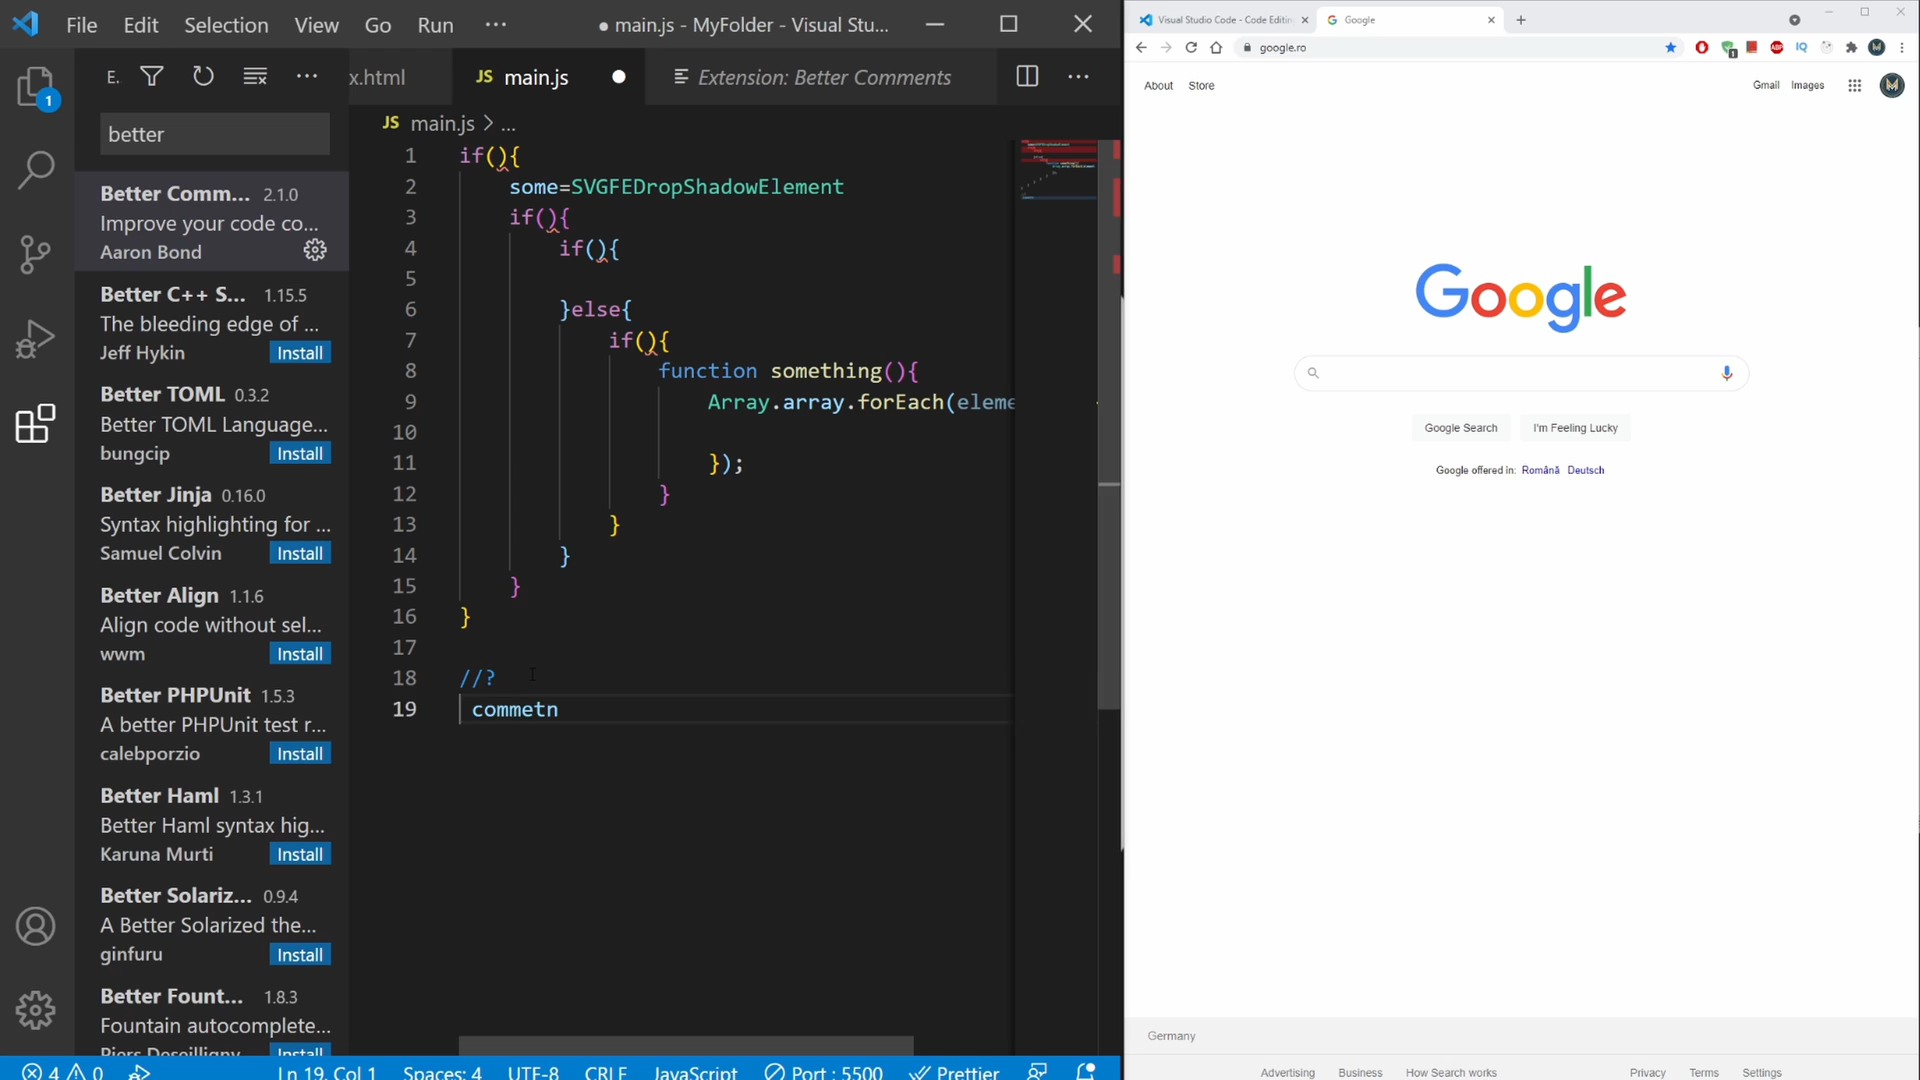 File Edit Selection View Go Run ··· ● main.js - MyFolder - Visual Stu...
E.
better
Better Comm... 2.1.0
Improve your code co...
Aaron Bond
Better C++ S... 1.15.5
The bleeding edge of ...
Jeff Hykin Install
Better TOML 0.3.2
Better TOML Language...
bungcip Install
Better Jinja 0.16.0
Syntax highlighting for ...
Samuel Colvin Install
Better Align 1.1.6
Align code without sel...
wwm Install
Better PHPUnit 1.5.3
A better PHPUnit test r...
calebporzio Install
Better Haml 1.3.1
Better Haml syntax hig...
Karuna Murti Install
Better Solariz... 0.9.4
A Better Solarized the...
ginfuru Install
Better Fount... 1.8.3
Fountain autocomplete...
Piers Deseilligny Install
1
x.html JS main.js Extension: Better Comments
JS main.js > ...
1 if(){
2 some=SVGFEDropShadowElement
3 if(){
4 if(){
5
6 }else{
7 if(){
8 function something(){
9 Array.array.forEach(eleme
10
11 });
12 }
13 }
14 }
15 }
16 }
17
18 //?
19 commetn
4 0 Ln 19, Col 1 Spaces: 4 UTF-8 CRLF JavaScript Port : 5500 Prettier
Visual Studio Code - Code Editin Google
google.ro
ABP IQ
About Store Gmail Images
Google
Google Search I'm Feeling Lucky
Google offered in: Română Deutsch
Germany
Advertising Business How Search works Privacy Terms Settings